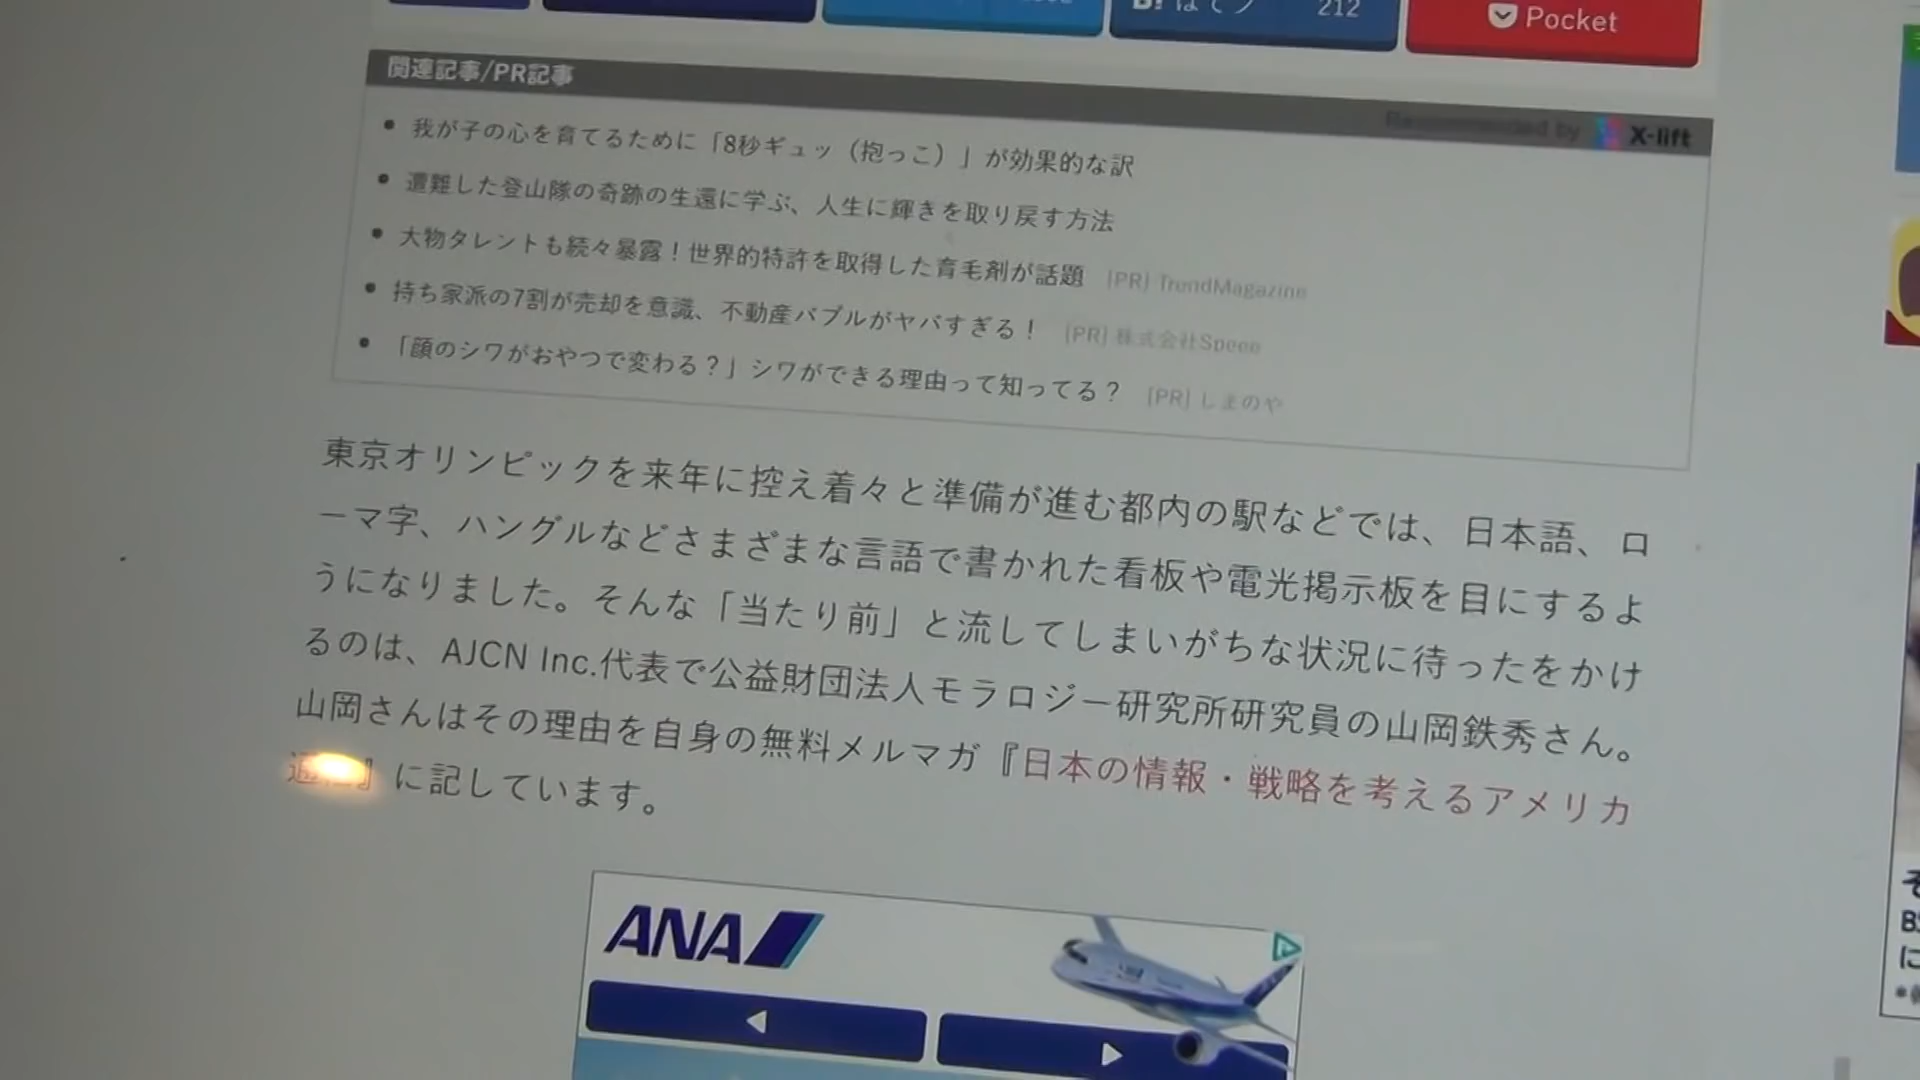 B! はてブ 212
Pocket
関連記事/PR記事
Recommended by X-lift
我が子の心を育てるために「8秒ギュッ（抱っこ）」が効果的な訳
遭難した登山隊の奇跡の生還に学ぶ、人生に輝きを取り戻す方法
大物タレントも続々暴露！世界的特許を取得した育毛剤が話題 [PR] TrendMagazine
持ち家派の7割が売却を意識、不動産バブルがヤバすぎる！ [PR] 株式会社Speee
「顔のシワがおやつで変わる？」シワができる理由って知ってる？ [PR] しまのや
東京オリンピックを来年に控え着々と準備が進む都内の駅などでは、日本語、ロ
ーマ字、ハングルなどさまざまな言語で書かれた看板や電光掲示板を目にするよ
うになりました。そんな「当たり前」と流してしまいがちな状況に待ったをかけ
るのは、AJCN Inc.代表で公益財団法人モラロジー研究所研究員の山岡鉄秀さん。
山岡さんはその理由を自身の無料メルマガ『日本の情報・戦略を考えるアメリカ
通』に記しています。
ANA